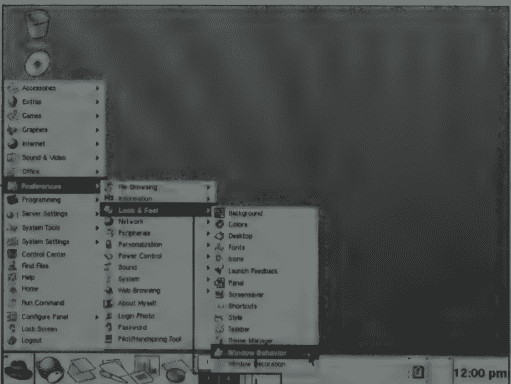 Accessories
Extras
Games
Graphics
Internet
Sound & Video
Office
Preferences
Programming
Server Settings
System Tools
System Settings
Control Center
Find Files
Help
Home
Run Command
Configure Panel
Lock Screen
Logout
File Browsing
Information
Look & Feel
Network
Peripherals
Personalization
Power Control
Sound
System
Web Browsing
About Myself
Login Photo
Password
Pilot/Handspring Tool
Background
Colors
Desktop
Fonts
Icons
Launch Feedback
Panel
Screensaver
Shortcuts
Style
Taskbar
Theme Manager
Window Behavior
Window Decoration
12:00 pm